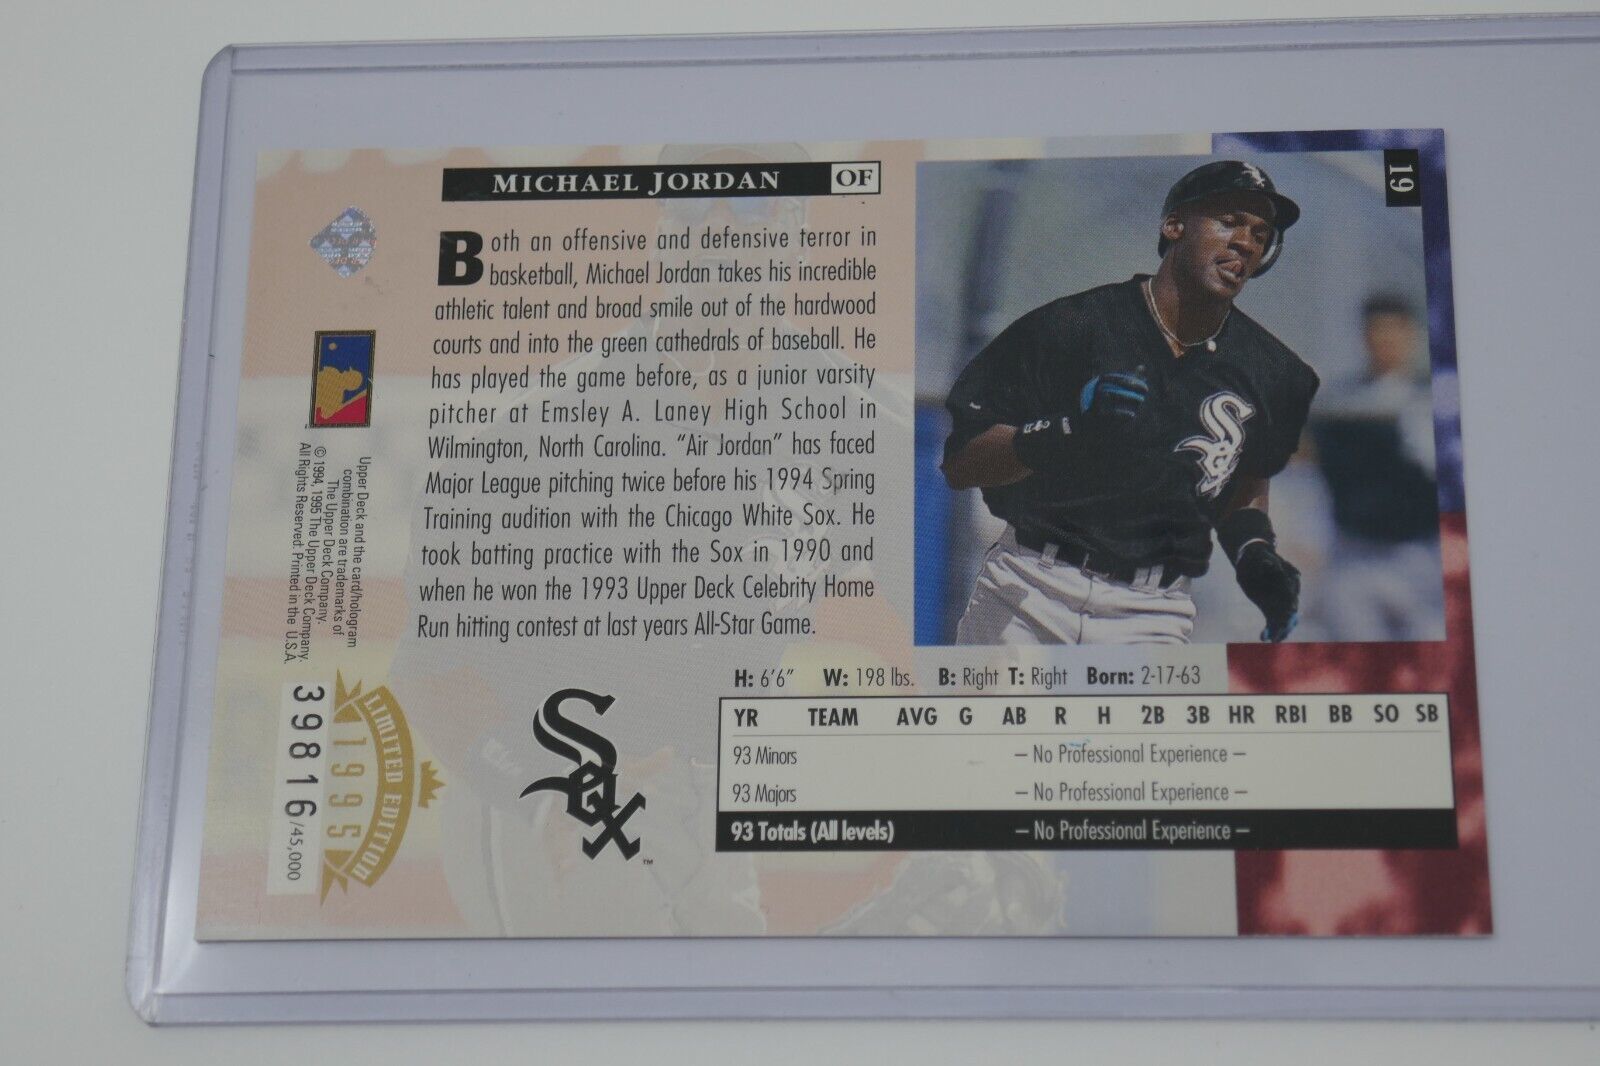 MICHAEL JORDAN OF
19
Both an offensive and defensive terror in
basketball, Michael Jordan takes his incredible
athletic talent and broad smile out of the hardwood
courts and into the green cathedrals of baseball. He
has played the game before, as a junior varsity
pitcher at Emsley A. Laney High School in
Wilmington, North Carolina. “Air Jordan” has faced
Major League pitching twice before his 1994 Spring
Training audition with the Chicago White Sox. He
took batting practice with the Sox in 1990 and
when he won the 1993 Upper Deck Celebrity Home
Run hitting contest at last years All-Star Game.
H: 6'6" W: 198 lbs. B: Right T: Right Born: 2-17-63
YR TEAM AVG G AB R H 2B 3B HR RBI BB SO SB
93 Minors – No Professional Experience –
93 Majors – No Professional Experience –
93 Totals (All levels) – No Professional Experience –
Sox
™
Sox
Upper Deck and the card/hologram
combination are trademarks of
The Upper Deck Company.
© 1994, 1995 The Upper Deck Company.
All Rights Reserved. Printed in the U.S.A.
LIMITED EDITION
1995
39816/45,000